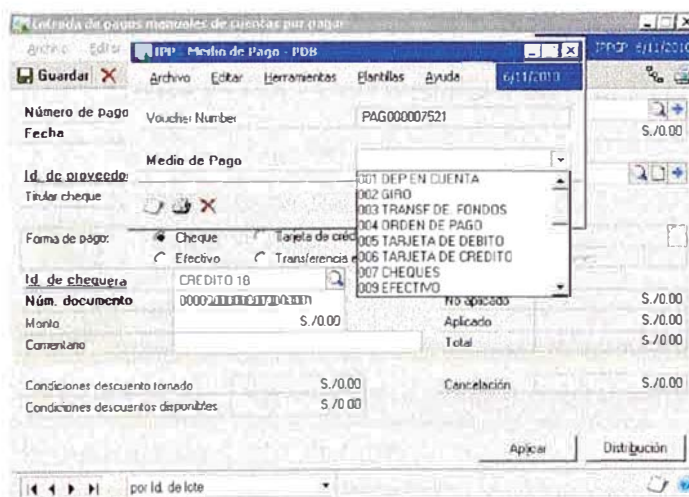 Entrada de pagos manuales de cuentas por pagar
Archivo Editar
IPP - Medio de Pago - PDB
IPPCP 6/11/2010
Guardar
Archivo Editar Herramientas Plantillas Ayuda 6/11/2010
Número de pago
Voucher Number PAG000007521
Fecha
S/.0.00
Medio de Pago
Id. de proveedo
Titular cheque
001 DEP EN CUENTA
002 GIRO
003 TRANSF DE. FONDOS
004 ORDEN DE PAGO
005 TARJETA DE DEBITO
006 TARJETA DE CREDITO
007 CHEQUES
009 EFECTIVO
Forma de pago: Cheque Tarjeta de créd
Efectivo Transferencia e
Id. de chequera CREDITO 18
Núm. documento
No aplicado S/.0.00
Monto S/.0.00 Aplicado S/.0.00
Comentario Total S/.0.00
Condiciones descuento tomado S/.0.00 Cancelación S/.0.00
Condiciones descuentos disponibles S/.0.00
Aplicar Distribución
por Id. de lote